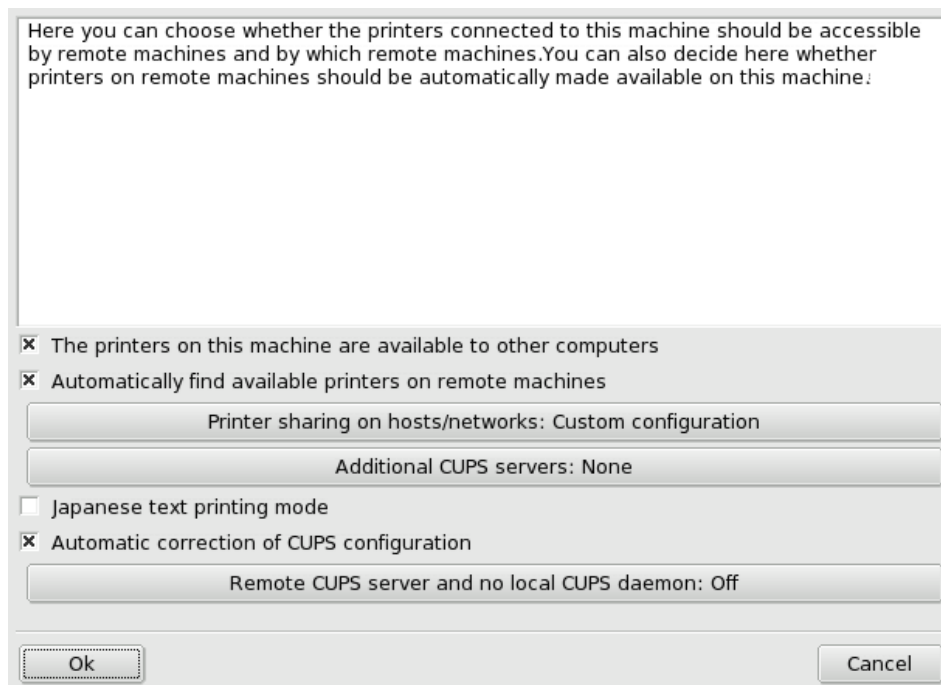 Here you can choose whether the printers connected to this machine should be accessible
by remote machines and by which remote machines.You can also decide here whether
printers on remote machines should be automatically made available on this machine.
The printers on this machine are available to other computers
Automatically find available printers on remote machines
Printer sharing on hosts/networks: Custom configuration
Additional CUPS servers: None
Japanese text printing mode
Automatic correction of CUPS configuration
Remote CUPS server and no local CUPS daemon: Off
Ok
Cancel